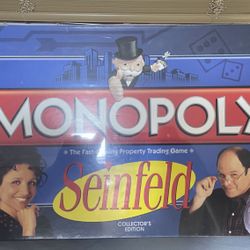 MONOPOLY
The Fast-Dealing Property Trading Game
Seinfeld
COLLECTOR'S
EDITION